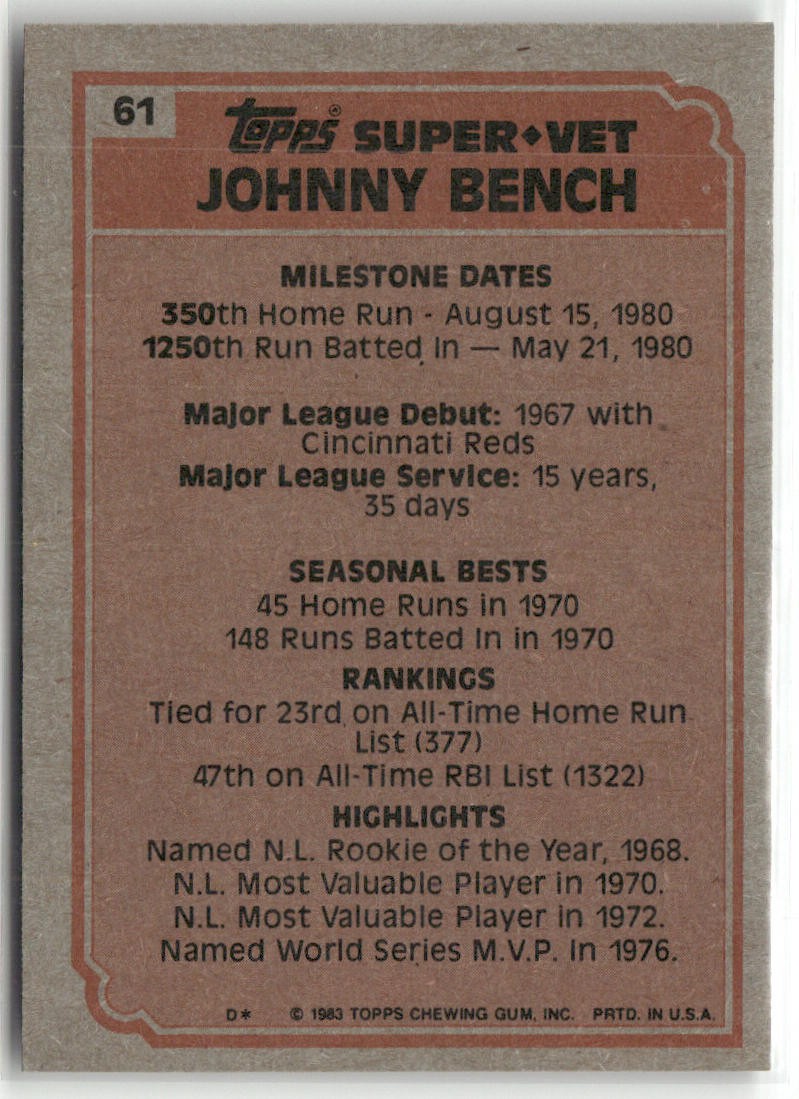 61
Topps® SUPER♦VET
JOHNNY BENCH
MILESTONE DATES
350th Home Run - August 15, 1980
1250th Run Batted In — May 21, 1980
Major League Debut: 1967 with
Cincinnati Reds
Major League Service: 15 years,
35 days
SEASONAL BESTS
45 Home Runs in 1970
148 Runs Batted In in 1970
RANKINGS
Tied for 23rd on All-Time Home Run
List (377)
47th on All-Time RBI List (1322)
HIGHLIGHTS
Named N.L. Rookie of the Year, 1968.
N.L. Most Valuable Player in 1970.
N.L. Most Valuable Player in 1972.
Named World Series M.V.P. in 1976.
D* © 1983 TOPPS CHEWING GUM, INC. PRTD. IN U.S.A.